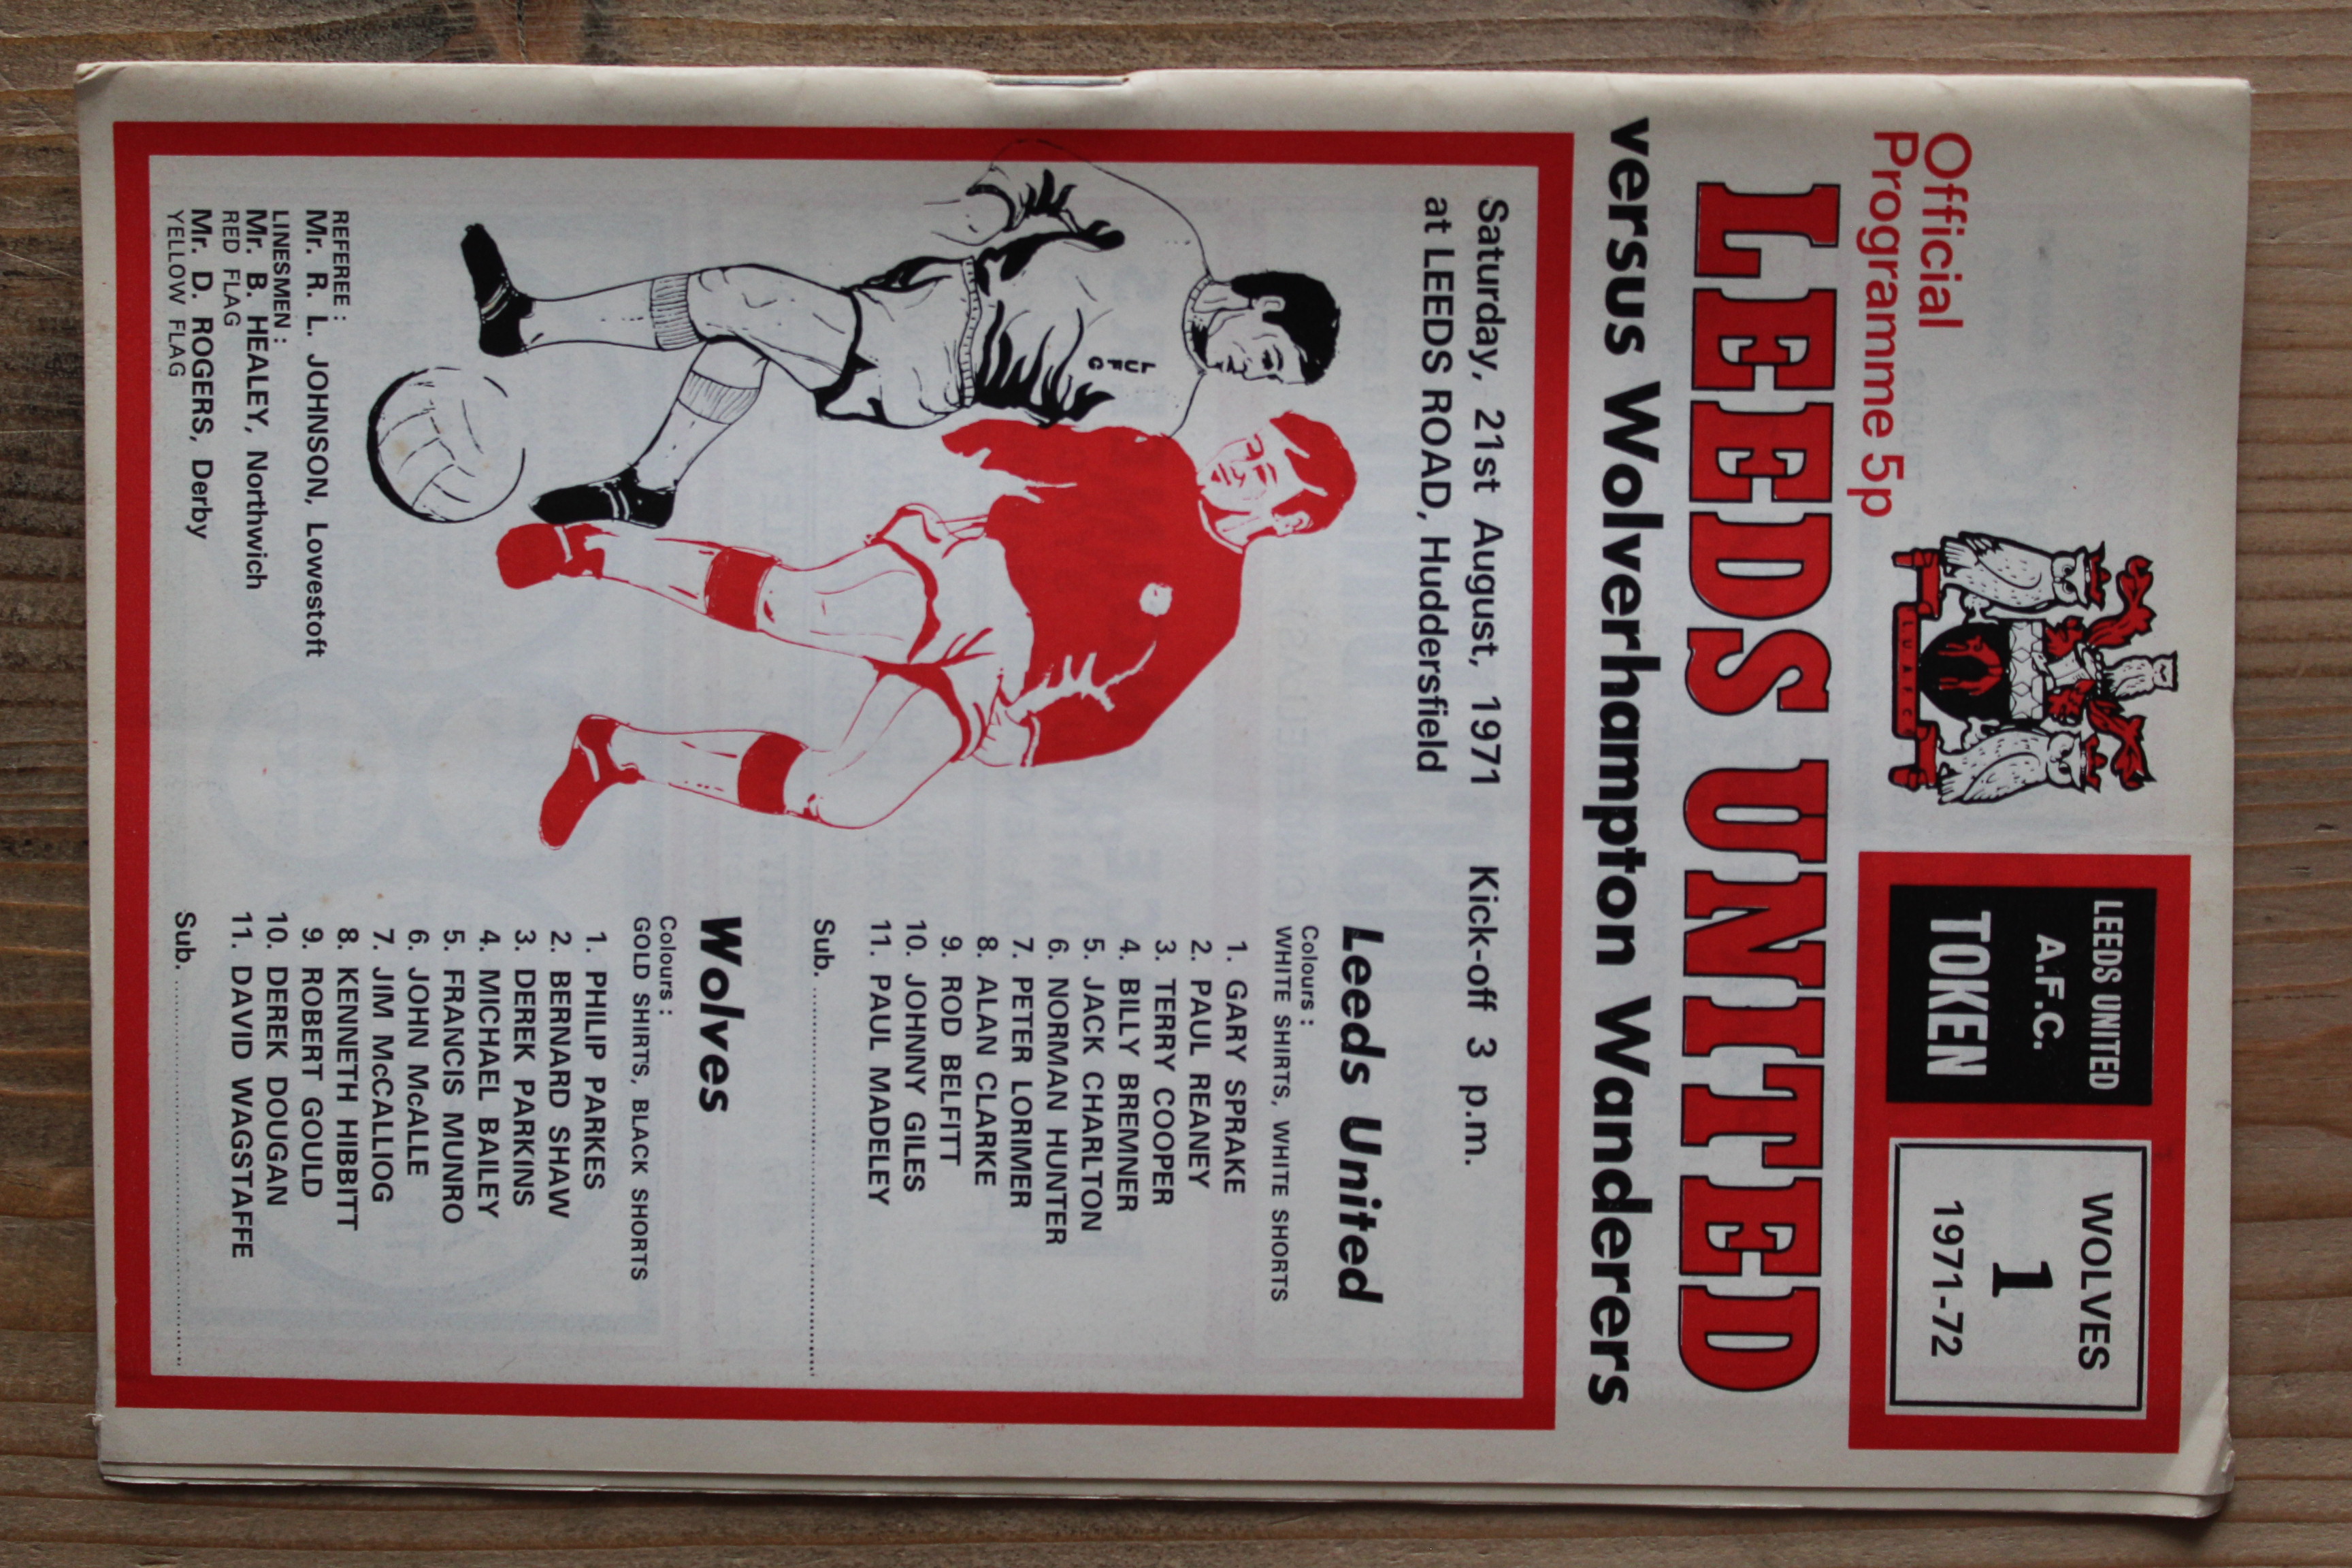 Official
Programme 5p
L U A F C
LEEDS UNITED
A.F.C.
TOKEN
WOLVES
1
1971-72
LEEDS UNITED
versus Wolverhampton Wanderers
Saturday, 21st August, 1971 Kick-off 3 p.m.
at LEEDS ROAD, Huddersfield
LUFC
REFEREE :
Mr. R. L. JOHNSON, Lowestoft
LINESMEN :
Mr. B. HEALEY, Northwich
RED FLAG
Mr. D. ROGERS, Derby
YELLOW FLAG
Leeds United
Colours :
WHITE SHIRTS, WHITE SHORTS
1. GARY SPRAKE
2. PAUL REANEY
3. TERRY COOPER
4. BILLY BREMNER
5. JACK CHARLTON
6. NORMAN HUNTER
7. PETER LORIMER
8. ALAN CLARKE
9. ROD BELFITT
10. JOHNNY GILES
11. PAUL MADELEY
Sub. ....................
Wolves
Colours :
GOLD SHIRTS, BLACK SHORTS
1. PHILIP PARKES
2. BERNARD SHAW
3. DEREK PARKINS
4. MICHAEL BAILEY
5. FRANCIS MUNRO
6. JOHN McALLE
7. JIM McCALLIOG
8. KENNETH HIBBITT
9. ROBERT GOULD
10. DEREK DOUGAN
11. DAVID WAGSTAFFE
Sub. ....................